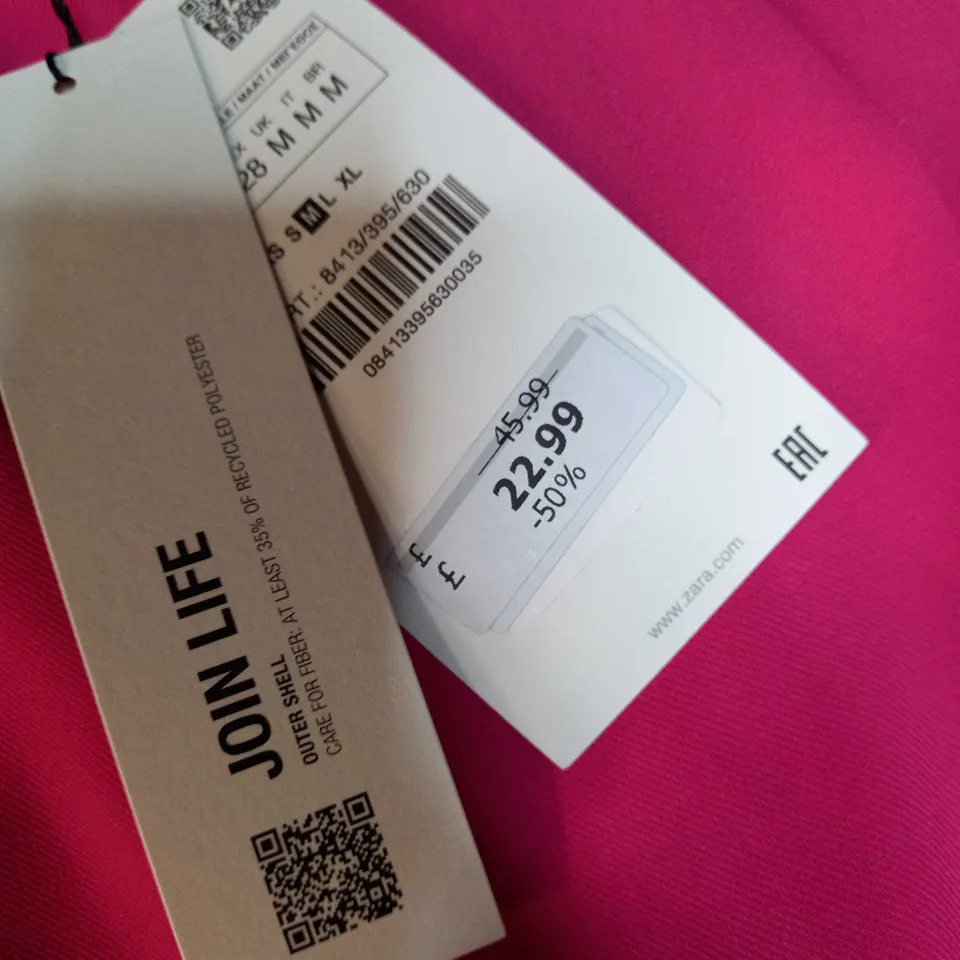 UK IT BR
28 M M M
S M L XL
8413/395/630
08413395630035
45.99
£ 22.99
£ -50%
EAC
www.zara.com
JOIN LIFE
OUTER SHELL
CARE FOR FIBER: AT LEAST 35% OF RECYCLED POLYESTER